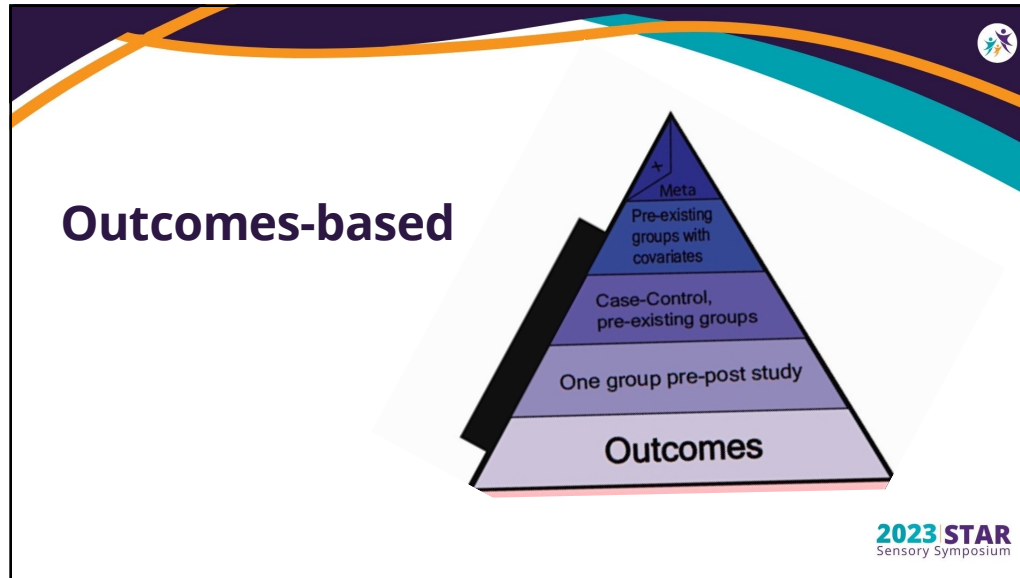 Outcomes-based
+
Meta
Pre-existing
groups with
covariates
Case-Control,
pre-existing groups
One group pre-post study
Outcomes
2023 STAR
Sensory Symposium